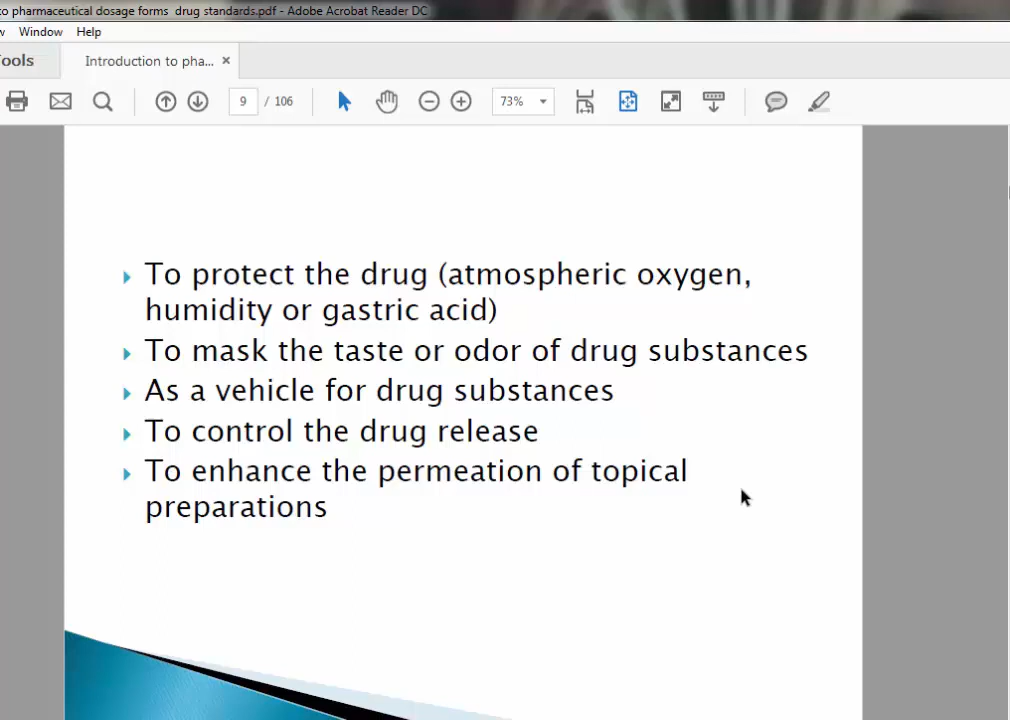 to pharmaceutical dosage forms drug standards.pdf - Adobe Acrobat Reader DC
w Window Help
Tools Introduction to pha... ×
9 / 106 73%
To protect the drug (atmospheric oxygen,
humidity or gastric acid)
To mask the taste or odor of drug substances
As a vehicle for drug substances
To control the drug release
To enhance the permeation of topical
preparations